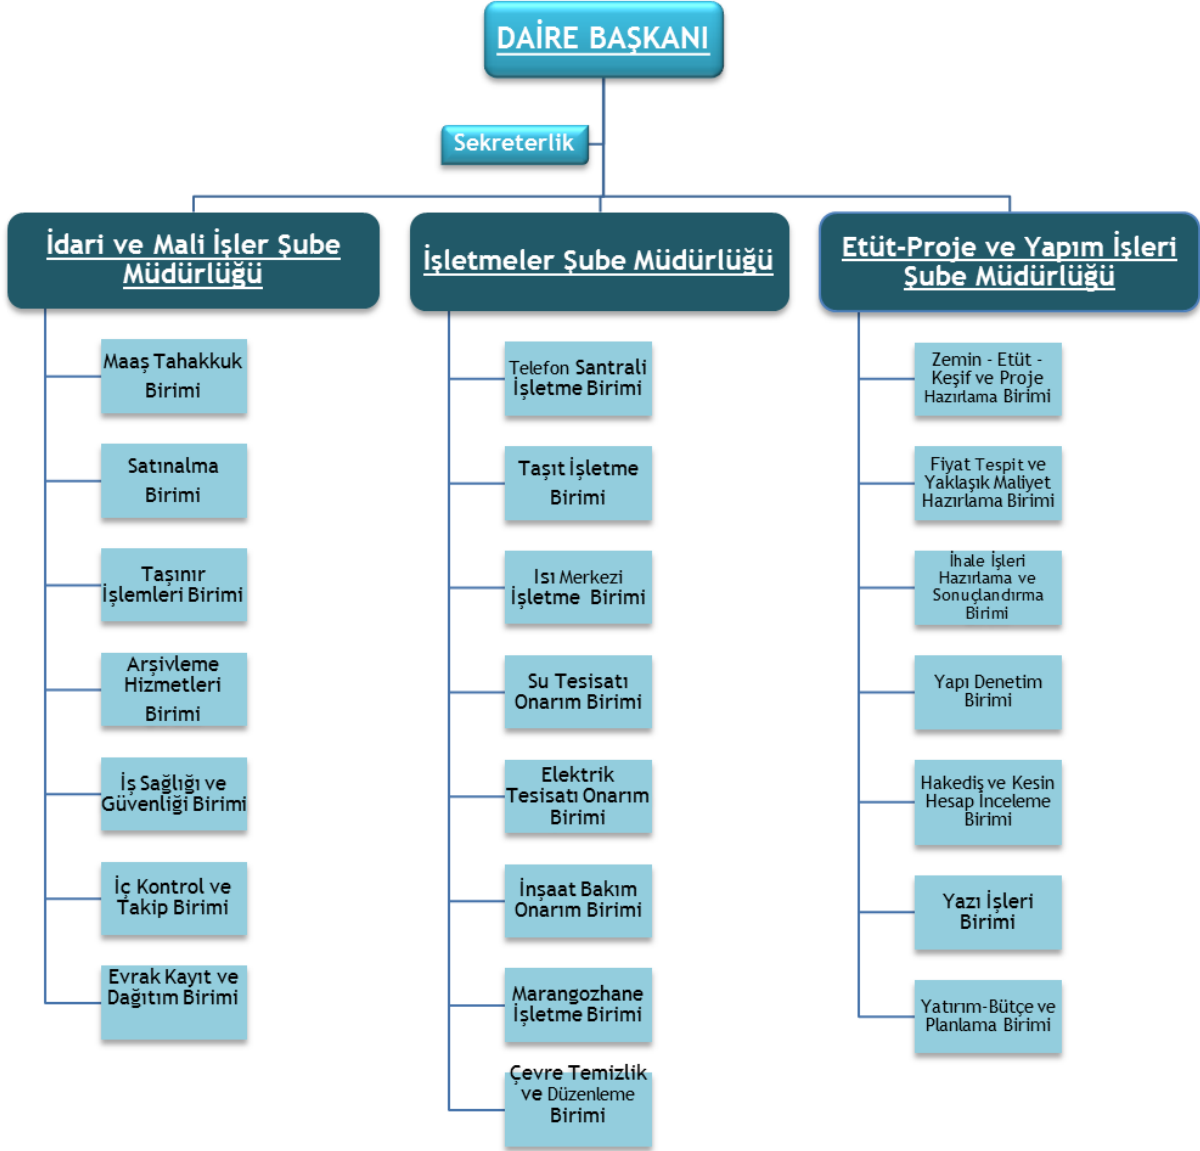 DAİRE BAŞKANI
Sekreterlik
İdari ve Mali İşler Şube
Müdürlüğü
Maaş Tahakkuk
Birimi
Satınalma
Birimi
Taşınır
İşlemleri Birimi
Arşivleme
Hizmetleri
Birimi
İş Sağlığı ve
Güvenliği Birimi
İç Kontrol ve
Takip Birimi
Evrak Kayıt ve
Dağıtım Birimi
İşletmeler Şube Müdürlüğü
Telefon Santrali
İşletme Birimi
Taşıt İşletme
Birimi
Isı Merkezi
İşletme Birimi
Su Tesisatı
Onarım Birimi
Elektrik
Tesisatı Onarım
Birimi
İnşaat Bakım
Onarım Birimi
Marangozhane
İşletme Birimi
Çevre Temizlik
ve Düzenleme
Birimi
Etüt-Proje ve Yapım İşleri
Şube Müdürlüğü
Zemin - Etüt -
Keşif ve Proje
Hazırlama Birimi
Fiyat Tespit ve
Yaklaşık Maliyet
Hazırlama Birimi
İhale İşleri
Hazırlama ve
Sonuçlandırma
Birimi
Yapı Denetim
Birimi
Hakediş ve Kesin
Hesap İnceleme
Birimi
Yazı İşleri
Birimi
Yatırım-Bütçe ve
Planlama Birimi